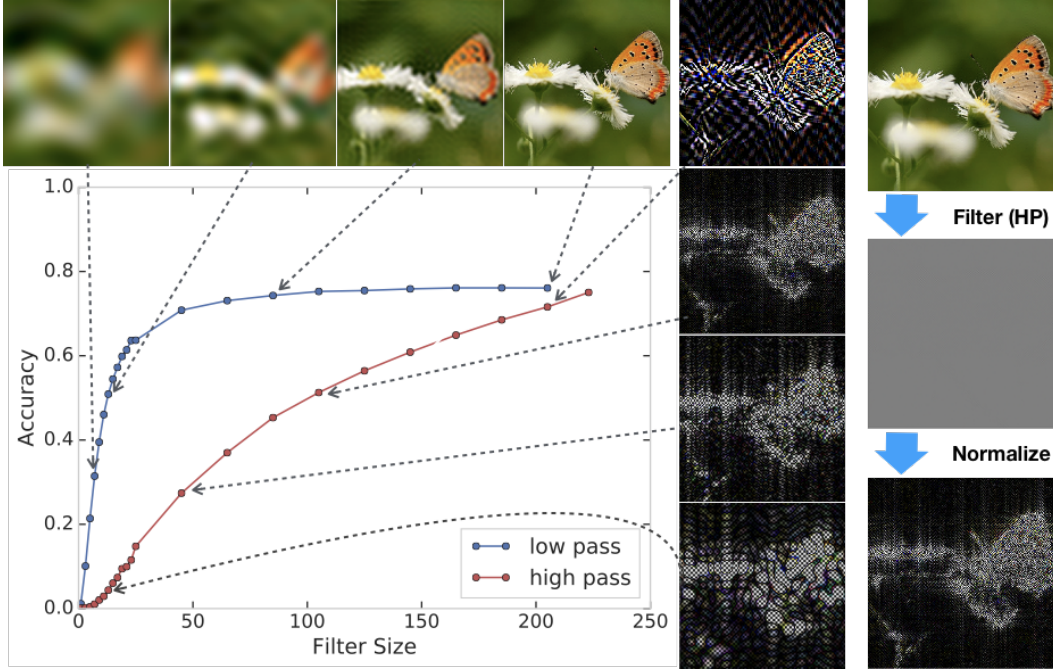 Filter (HP)
Normalize
1.0
0.8
0.6
0.4
0.2
0.0
Accuracy
low pass
high pass
0 50 100 150 200 250
Filter Size